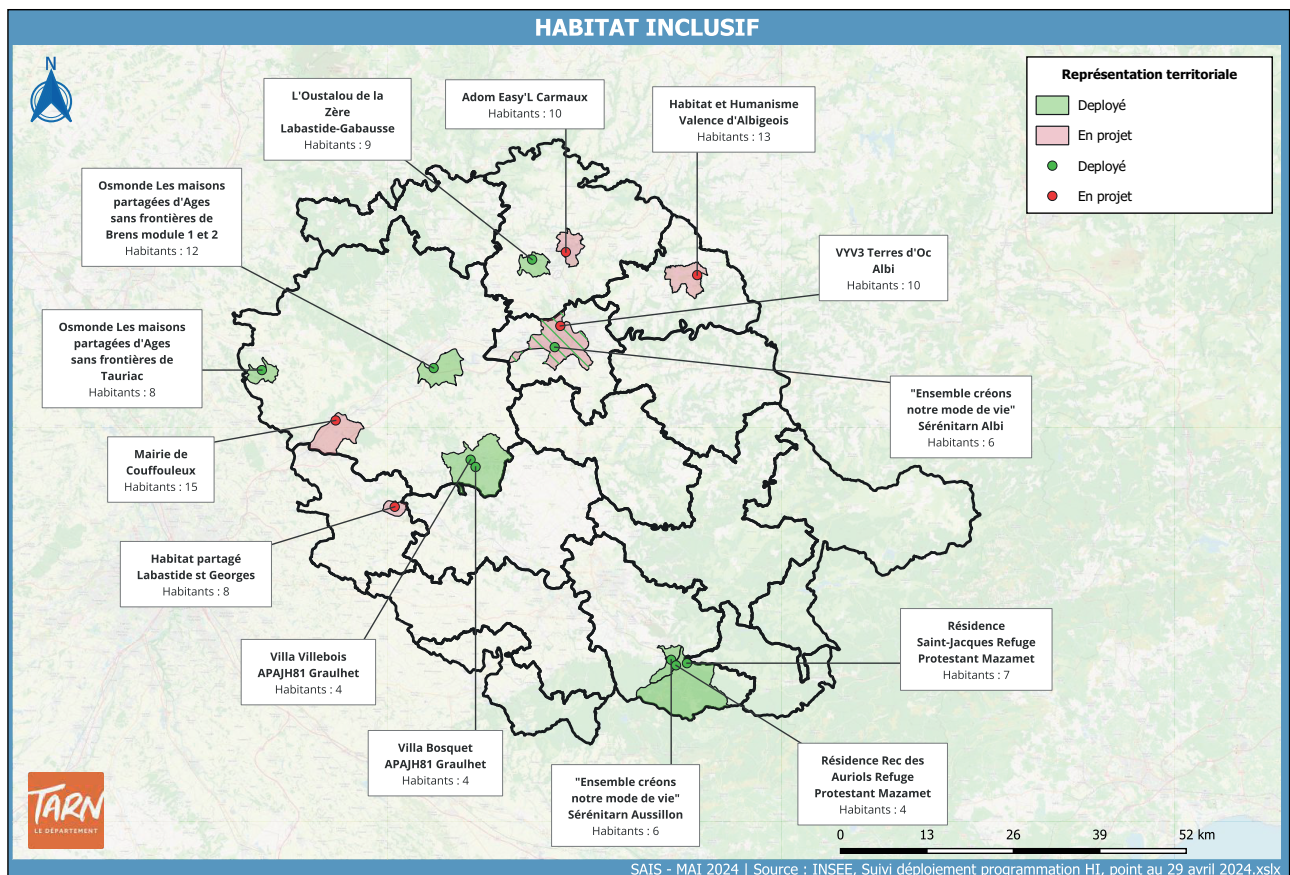 HABITAT INCLUSIF
N
L'Oustalou de la
Zère
Labastide-Gabausse
Habitants : 9
Adom Easy'L Carmaux
Habitants : 10
Habitat et Humanisme
Valence d'Albigeois
Habitants : 13
Représentation territoriale
Deployé
En projet
Deployé
En projet
Osmonde Les maisons
partagées d'Ages
sans frontières de
Brens module 1 et 2
Habitants : 12
VYV3 Terres d'Oc
Albi
Habitants : 10
Osmonde Les maisons
partagées d'Ages
sans frontières de
Tauriac
Habitants : 8
"Ensemble créons
notre mode de vie"
Sérénitarn Albi
Habitants : 6
Mairie de
Couffouleux
Habitants : 15
Habitat partagé
Labastide st Georges
Habitants : 8
Villa Villebois
APAJH81 Graulhet
Habitants : 4
Résidence
Saint-Jacques Refuge
Protestant Mazamet
Habitants : 7
Villa Bosquet
APAJH81 Graulhet
Habitants : 4
"Ensemble créons
notre mode de vie"
Sérénitarn Aussillon
Habitants : 6
Résidence Rec des
Auriols Refuge
Protestant Mazamet
Habitants : 4
TARN
LE DÉPARTEMENT
0 13 26 39 52 km
SAIS - MAI 2024 | Source : INSEE, Suivi déploiement programmation HI, point au 29 avril 2024.xslx